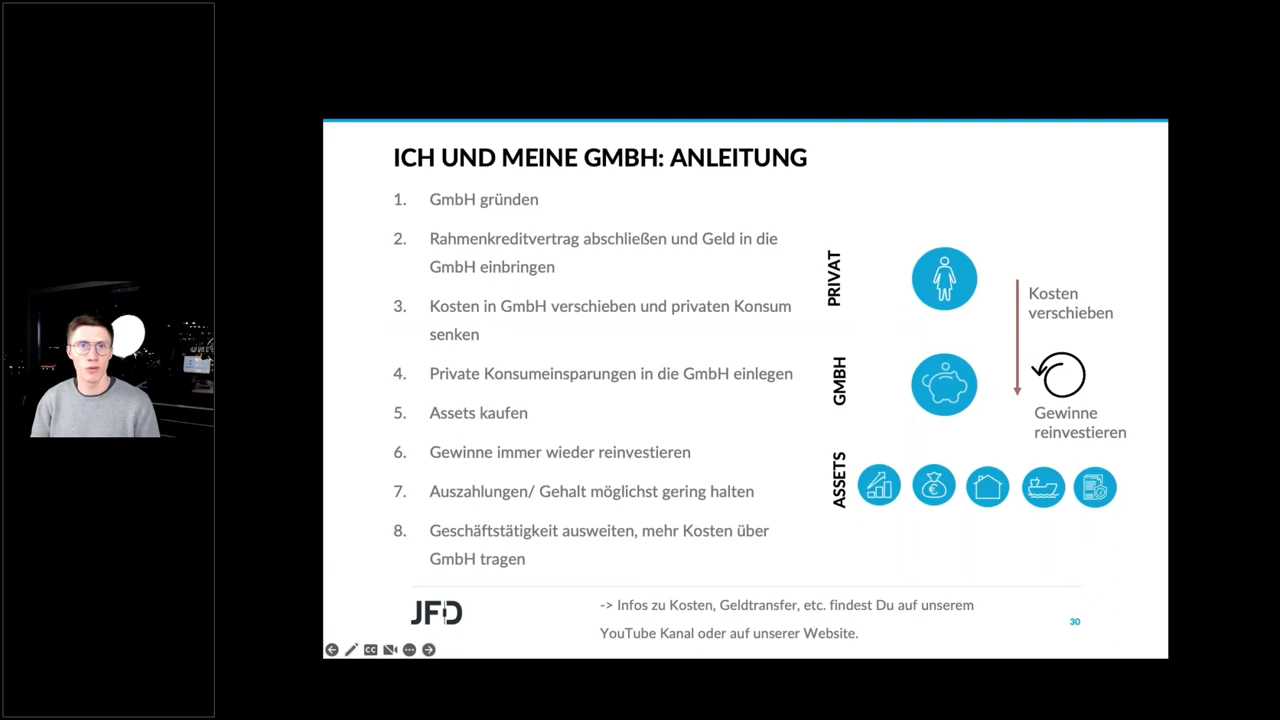 ICH UND MEINE GMBH: ANLEITUNG
1. GmbH gründen
2. Rahmenkreditvertrag abschließen und Geld in die
GmbH einbringen
3. Kosten in GmbH verschieben und privaten Konsum
senken
4. Private Konsumeinsparungen in die GmbH einlegen
5. Assets kaufen
6. Gewinne immer wieder reinvestieren
7. Auszahlungen/ Gehalt möglichst gering halten
8. Geschäftstätigkeit ausweiten, mehr Kosten über
GmbH tragen
PRIVAT
Kosten
verschieben
GMBH
Gewinne
reinvestieren
ASSETS
€
JFD
-> Infos zu Kosten, Geldtransfer, etc. findest Du auf unserem
YouTube Kanal oder auf unserer Website.
30
CC